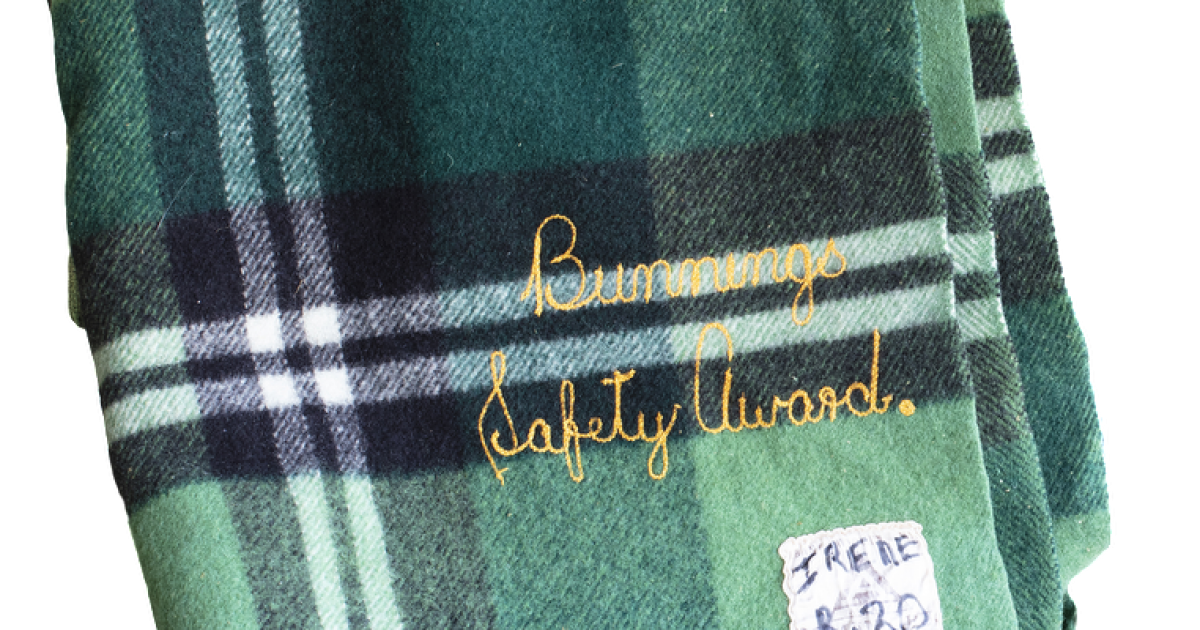 Bunnings
Safety Award.
IRENE